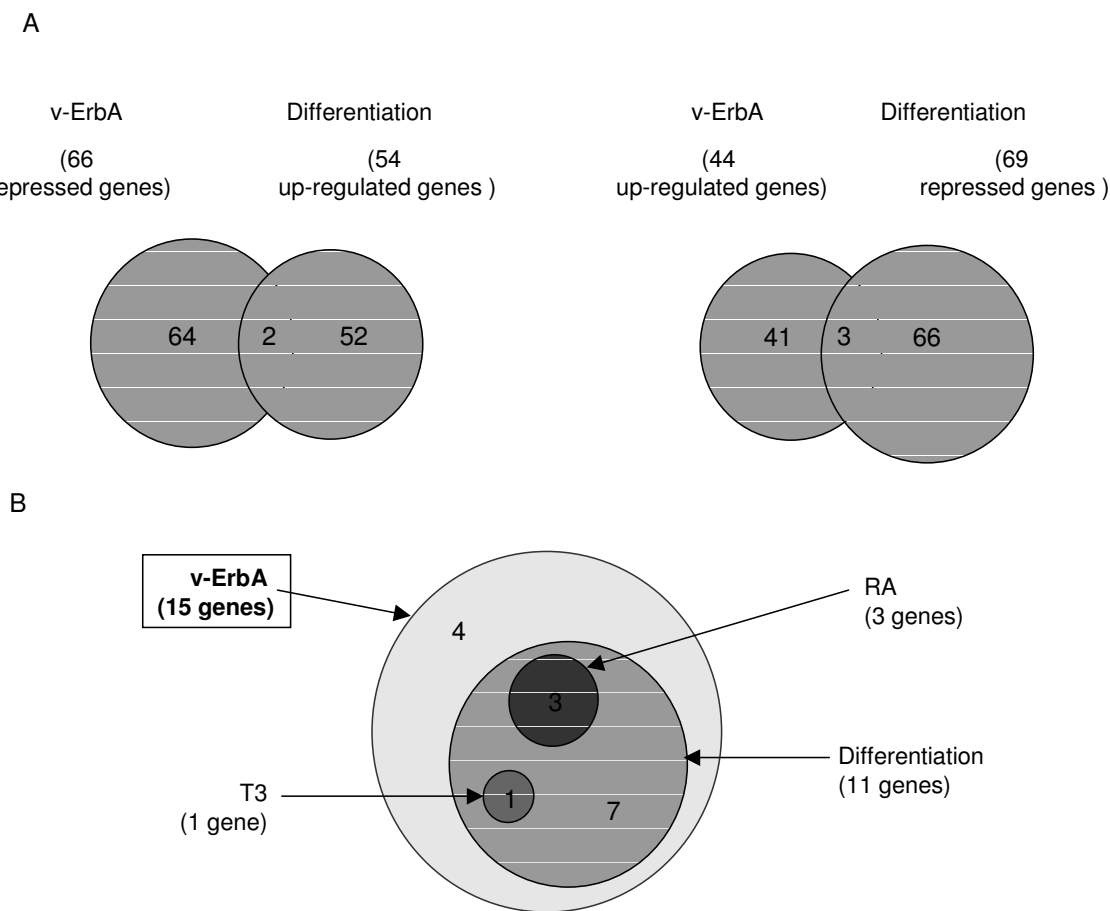 A
v-ErbA
(66
epressed genes)
Differentiation
(54
up-regulated genes )
v-ErbA
(44
up-regulated genes)
Differentiation
(69
repressed genes )
64
2
52
41
3
66
B
v-ErbA
(15 genes)
RA
(3 genes)
4
3
Differentiation
(11 genes)
T3
(1 gene)
1
7